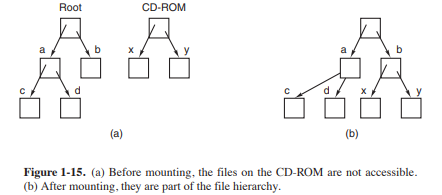 Root CD-ROM
a b x y a b
c d c d x y
(a) (b)
Figure 1-15. (a) Before mounting, the files on the CD-ROM are not accessible.
(b) After mounting, they are part of the file hierarchy.